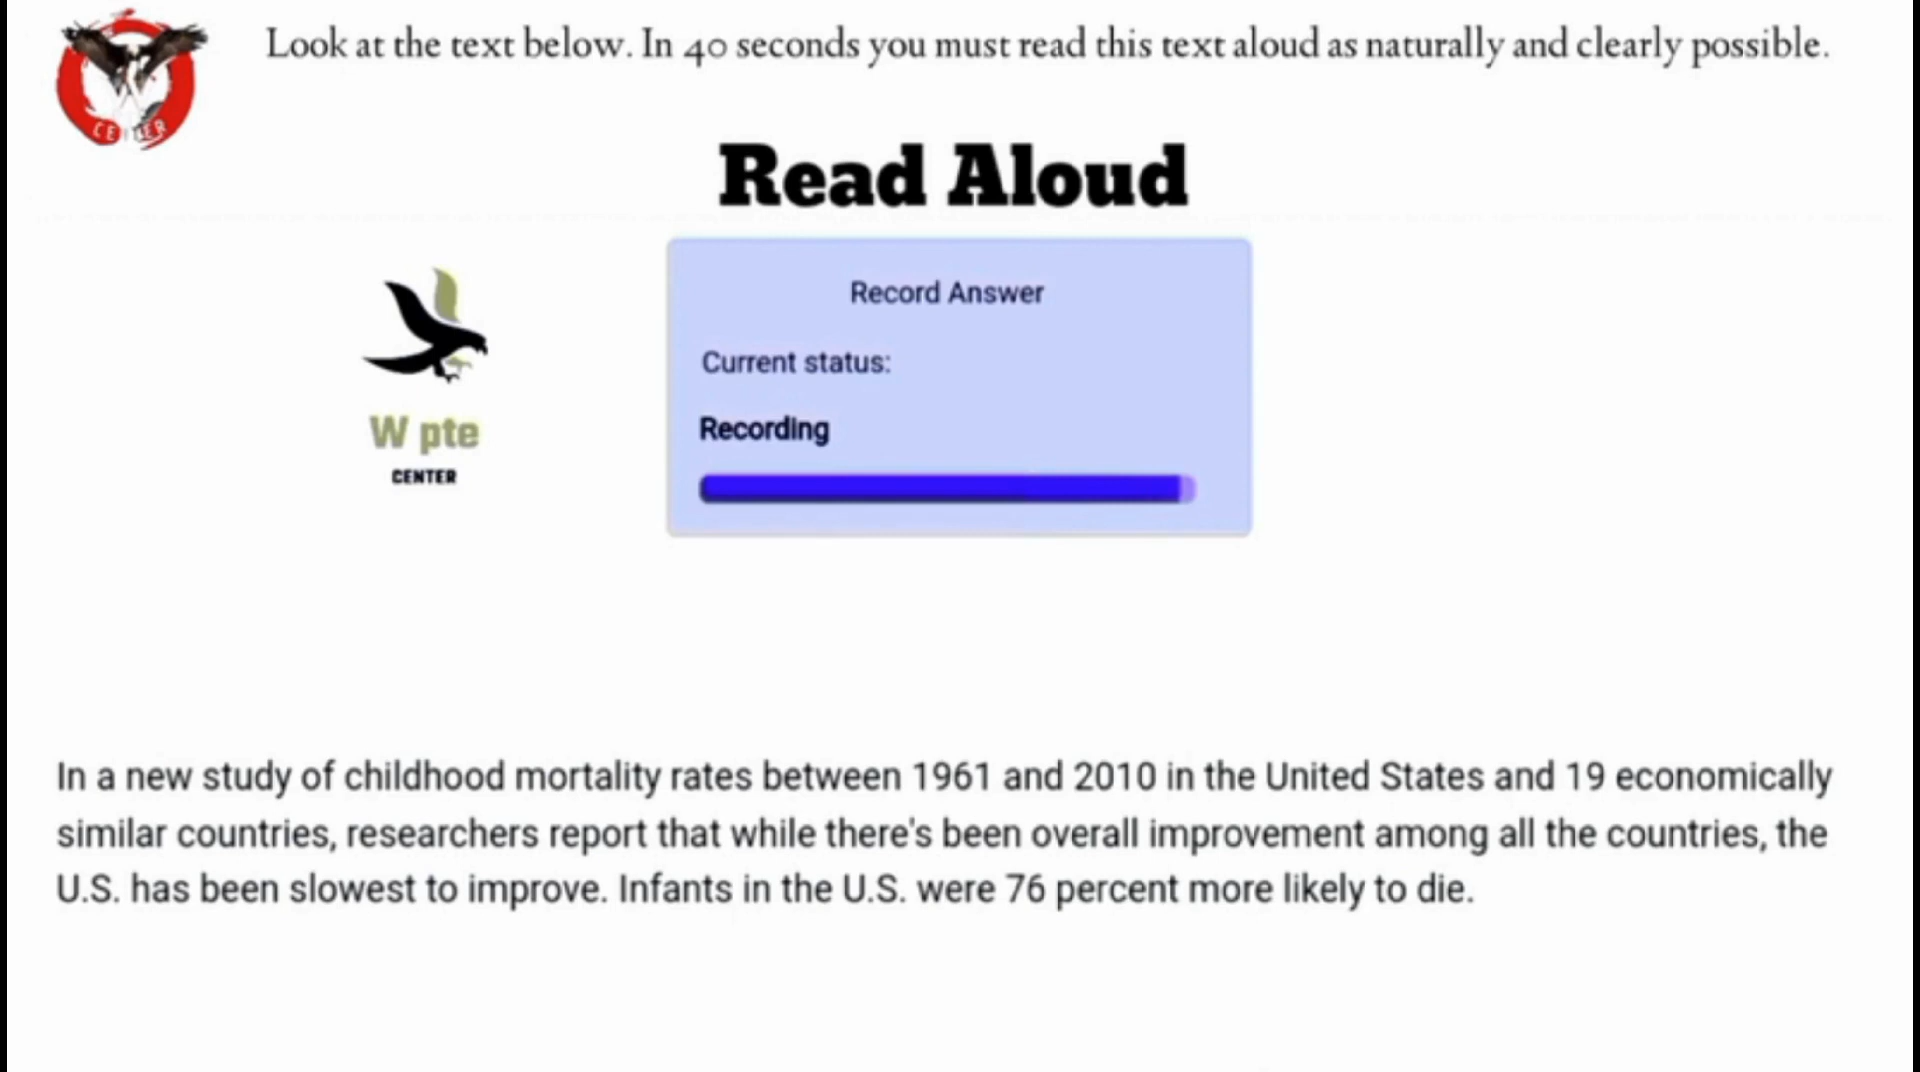 Look at the text below. In 40 seconds you must read this text aloud as naturally and clearly possible.
CENTER
Read Aloud
Record Answer
Current status:
Recording
W pte
CENTER
In a new study of childhood mortality rates between 1961 and 2010 in the United States and 19 economically
similar countries, researchers report that while there's been overall improvement among all the countries, the
U.S. has been slowest to improve. Infants in the U.S. were 76 percent more likely to die.